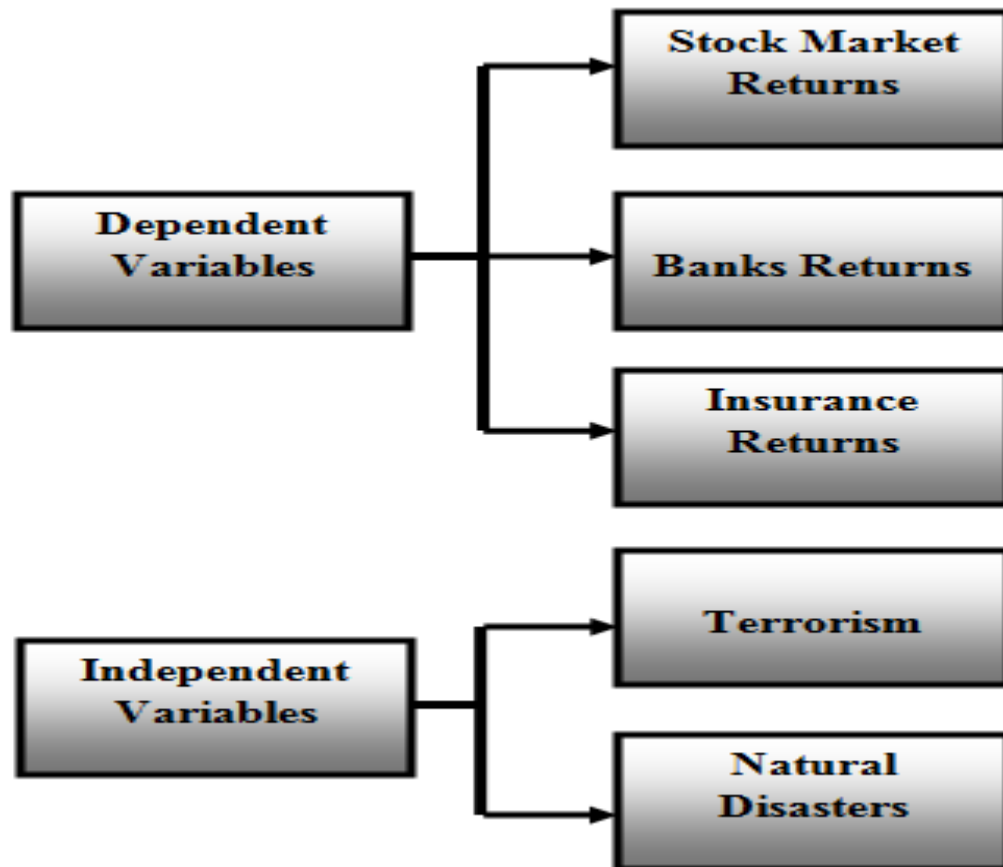 Dependent
Variables
Stock Market
Returns
Banks Returns
Insurance
Returns
Independent
Variables
Terrorism
Natural
Disasters